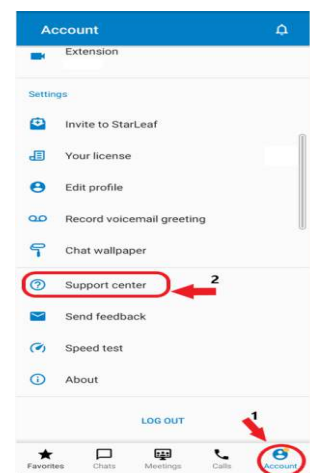 Account
Extension
Settings
Invite to StarLeaf
Your license
Edit profile
Record voicemail greeting
Chat wallpaper
Support center
2
Send feedback
Speed test
About
LOG OUT
1
Favorites Chats Meetings Calls Account